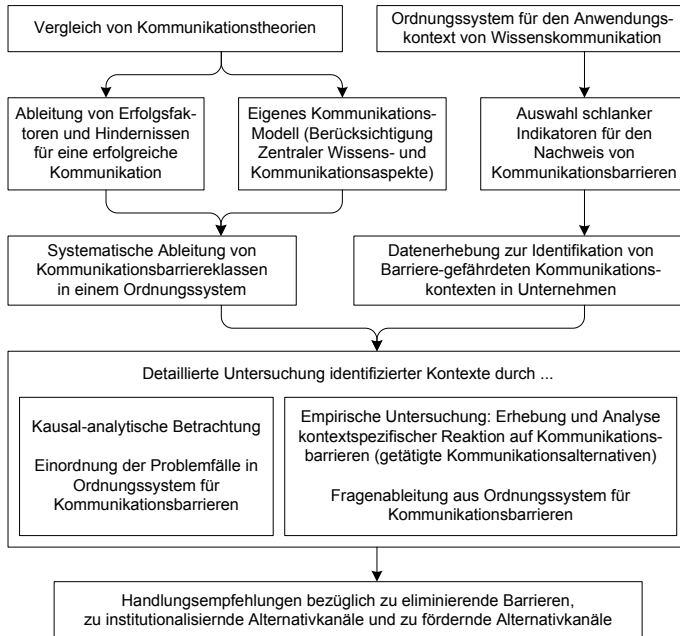 Vergleich von Kommunikationstheorien
Ordnungssystem für den Anwendungs-
kontext von Wissenskommunikation
Ableitung von Erfolgsfak-
toren und Hindernissen
für eine erfolgreiche
Kommunikation
Eigenes Kommunikations-
Modell (Berücksichtigung
Zentraler Wissens- und
Kommunikationsaspekte)
Auswahl schlanker
Indikatoren für den
Nachweis von
Kommunikationsbarrieren
Systematische Ableitung von
Kommunikationsbarriereklassen
in einem Ordnungssystem
Datenerhebung zur Identifikation von
Barriere-gefährdeten Kommunikations-
kontexten in Unternehmen
Detaillierte Untersuchung identifizierter Kontexte durch ...
Kausal-analytische Betrachtung
Einordnung der Problemfälle in
Ordnungssystem für
Kommunikationsbarrieren
Empirische Untersuchung: Erhebung und Analyse
kontextspezifischer Reaktion auf Kommunikations-
barrieren (getätigte Kommunikationsalternativen)
Fragenableitung aus Ordnungssystem für
Kommunikationsbarrieren
Handlungsempfehlungen bezüglich zu eliminierende Barrieren,
zu institutionalisiernde Alternativkanäle und zu fördernde Alternativkanäle